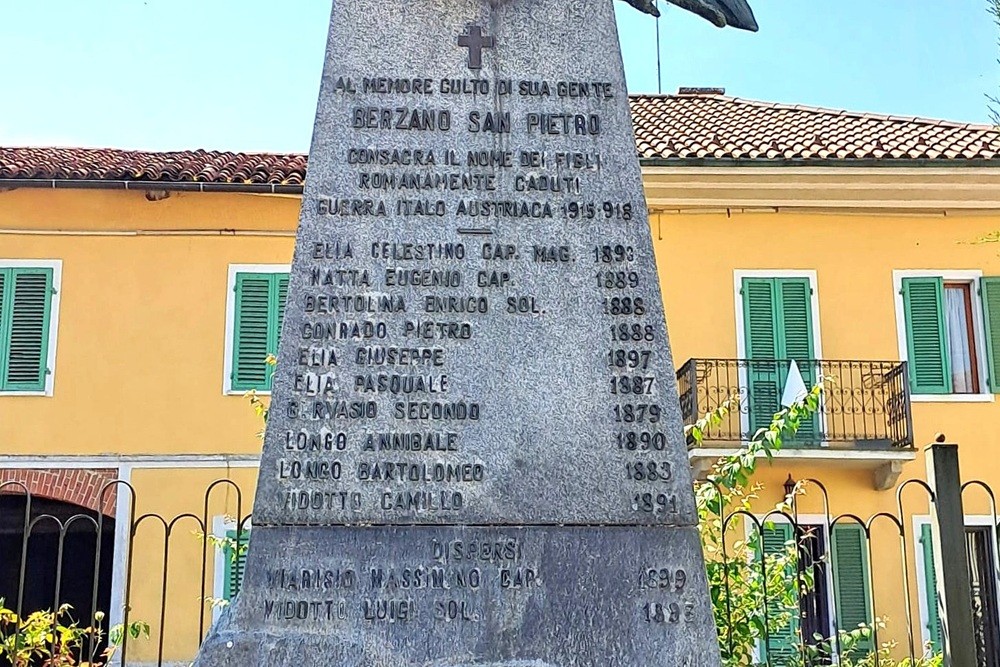 AL MEMORE CULTO DI SUA GENTE
BERZANO SAN PIETRO
CONSACRA IL NOME DEI FIGLI
ROMANAMENTE CADUTI
GUERRA ITALO AUSTRIACA 1915-918
ELIA CELESTINO CAP. MAG. 1893
NATTA EUGENIO CAP. 1889
BERTOLINA ENRICO SOL. 1888
CONRADO PIETRO 1888
ELIA GIUSEPPE 1897
ELIA PASQUALE 1887
GERVASIO SECONDO 1879
LONGO ANNIBALE 1890
LONGO BARTOLOMEO 1883
VIDOTTO CAMILLO 1891
DISPERSI
VIARISIO MASSIMINO CAP. 1899
VIDOTTO LUIGI SOL.